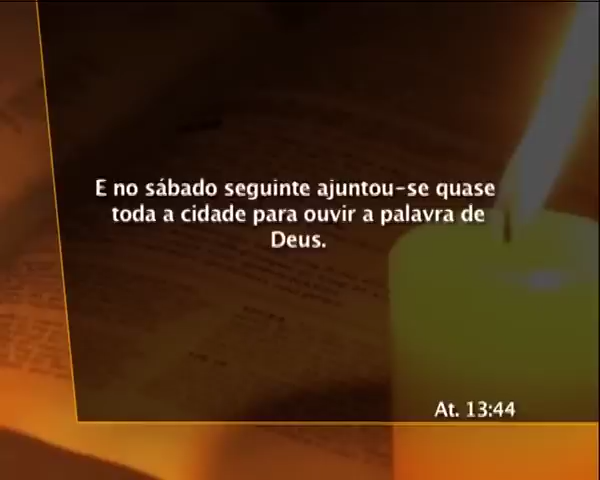 E no sábado seguinte ajuntou-se quase
toda a cidade para ouvir a palavra de
Deus.
At. 13:44